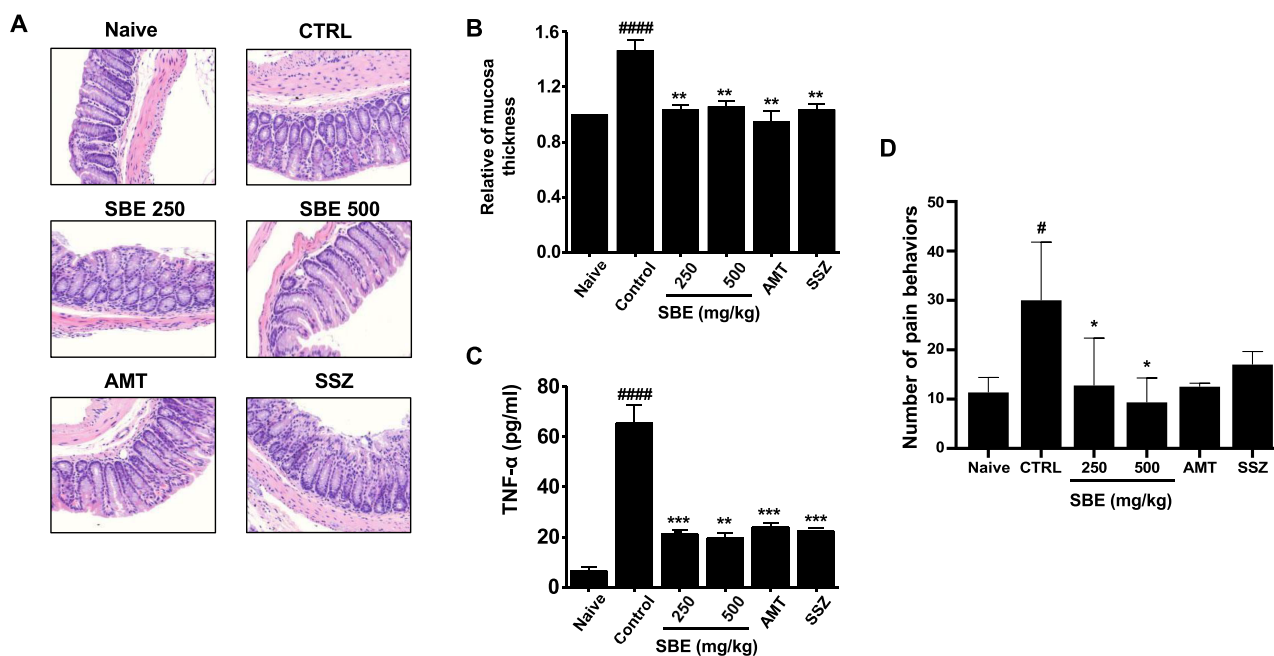 A
Naive
CTRL
SBE 250
SBE 500
AMT
SSZ
B
Relative of mucosa
thickness
1.6
1.2
0.8
0.4
0.0
####
**
**
**
**
Naive
Control
250
500
AMT
SSZ
SBE (mg/kg)
C
TNF-α (pg/ml)
80
60
40
20
0
####
***
**
***
***
Naive
Control
250
500
AMT
SSZ
SBE (mg/kg)
D
Number of pain behaviors
50
40
30
20
10
0
#
*
*
Naive
CTRL
250
500
AMT
SSZ
SBE (mg/kg)